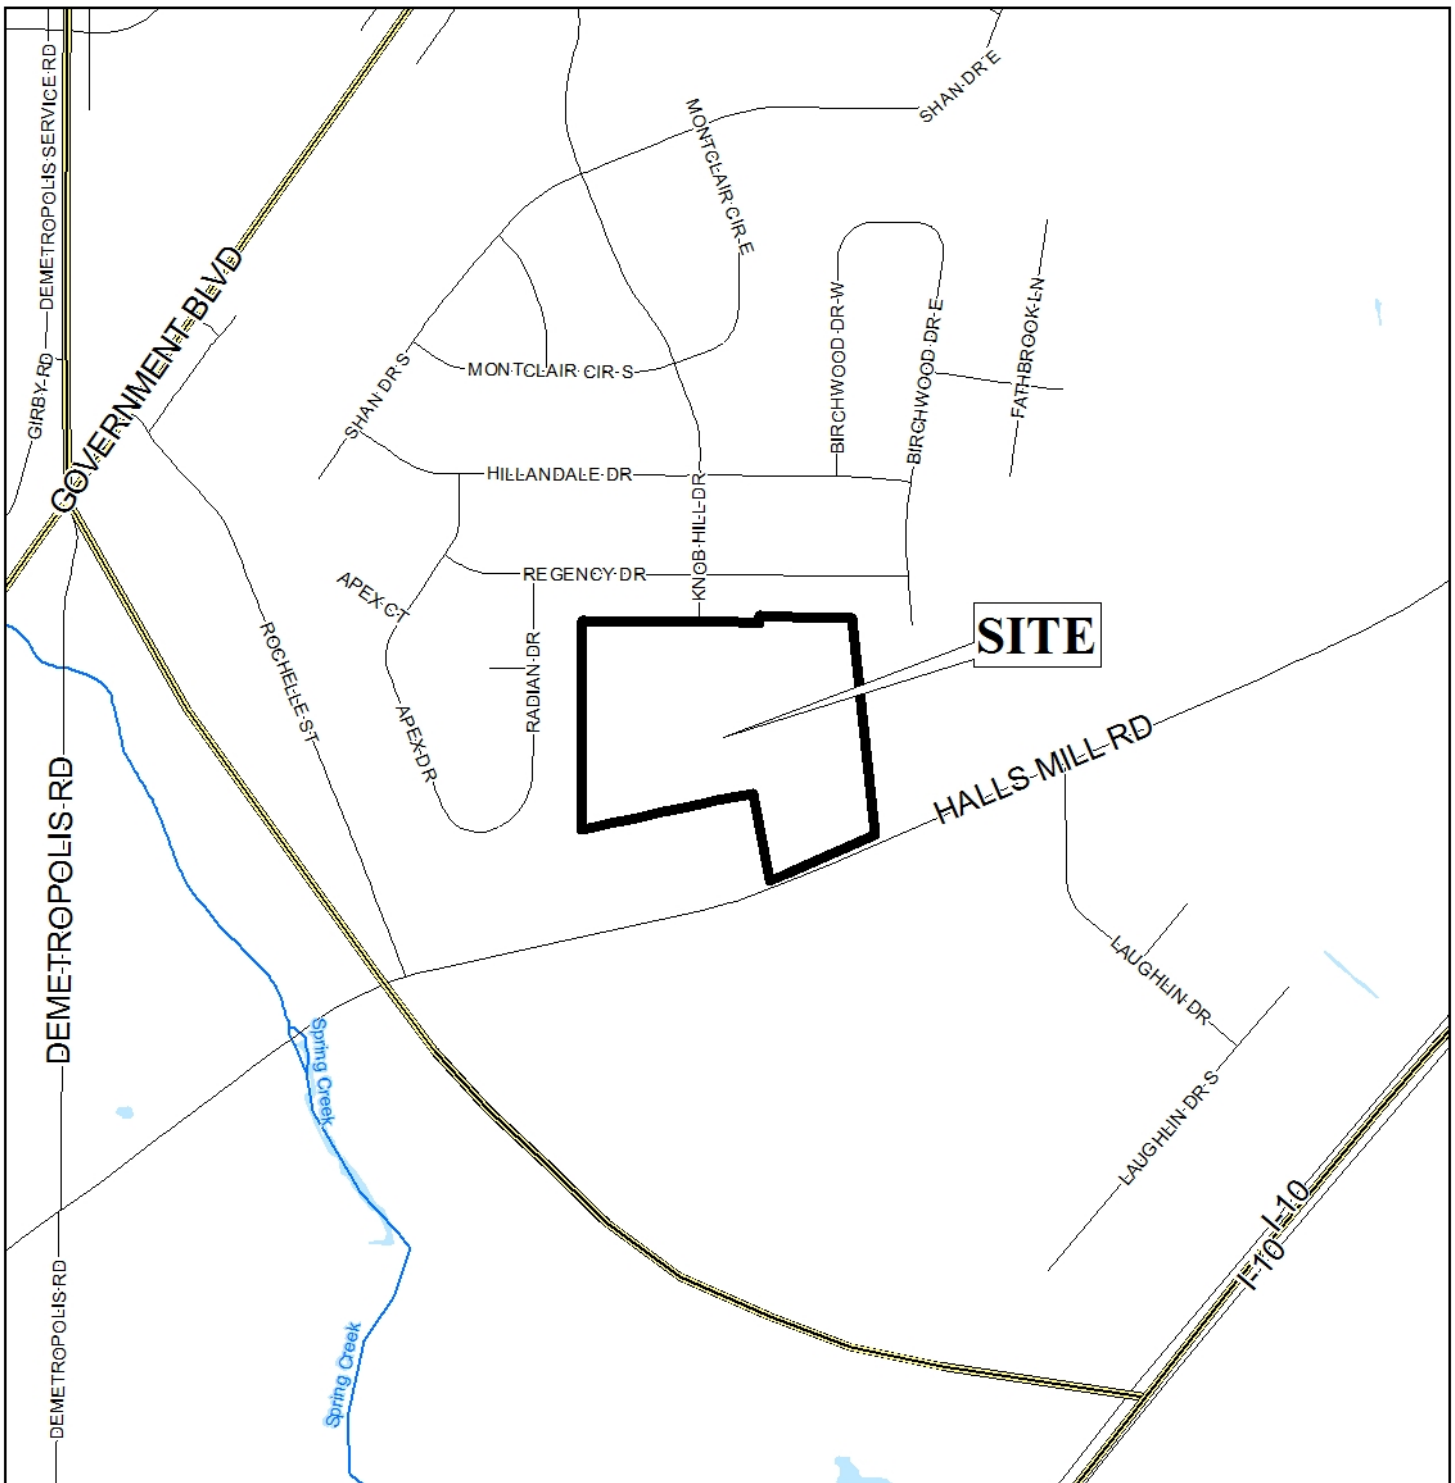 SHAN DR E
DEMETROPOLIS SERVICE RD
MONTCLAIR CIR E
GOVERNMENT BLVD
BIRCHWOOD DR W
BIRCHWOOD DR E
FATHBROOK LN
GIRBY RD
SHAN DR S
MONTCLAIR CIR S
HILLANDALE DR
KNOB HILL DR
REGENCY DR
APEX CT
SITE
ROCHELLE ST
RADIAN DR
APEX DR
HALLS MILL RD
DEMETROPOLIS RD
LAUGHLIN DR
Spring Creek
LAUGHLIN DR S
I-10
I-10
DEMETROPOLIS RD
Spring Creek